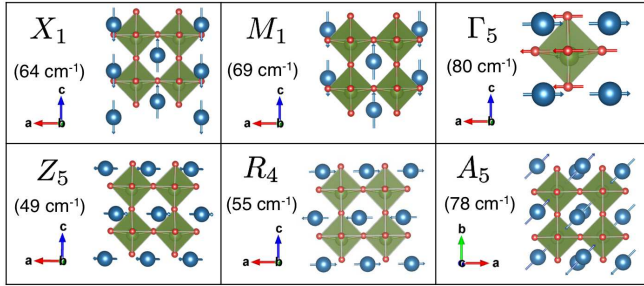 X₁
(64 cm⁻¹)
c
a
M₁
(69 cm⁻¹)
c
a
Γ₅
(80 cm⁻¹)
c
a
Z₅
(49 cm⁻¹)
c
a
R₄
(55 cm⁻¹)
c
a
A₅
(78 cm⁻¹)
b
a